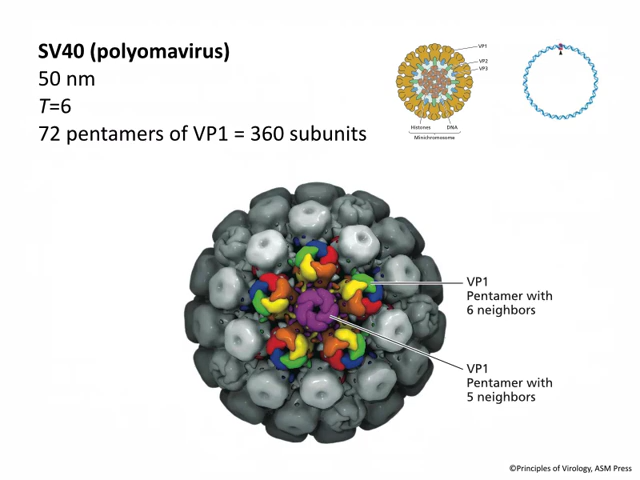 SV40 (polyomavirus)
50 nm
T=6
72 pentamers of VP1 = 360 subunits
VP1
VP2
VP3
Histones DNA
Minichromosome
VP1
Pentamer with
6 neighbors
VP1
Pentamer with
5 neighbors
©Principles of Virology, ASM Press